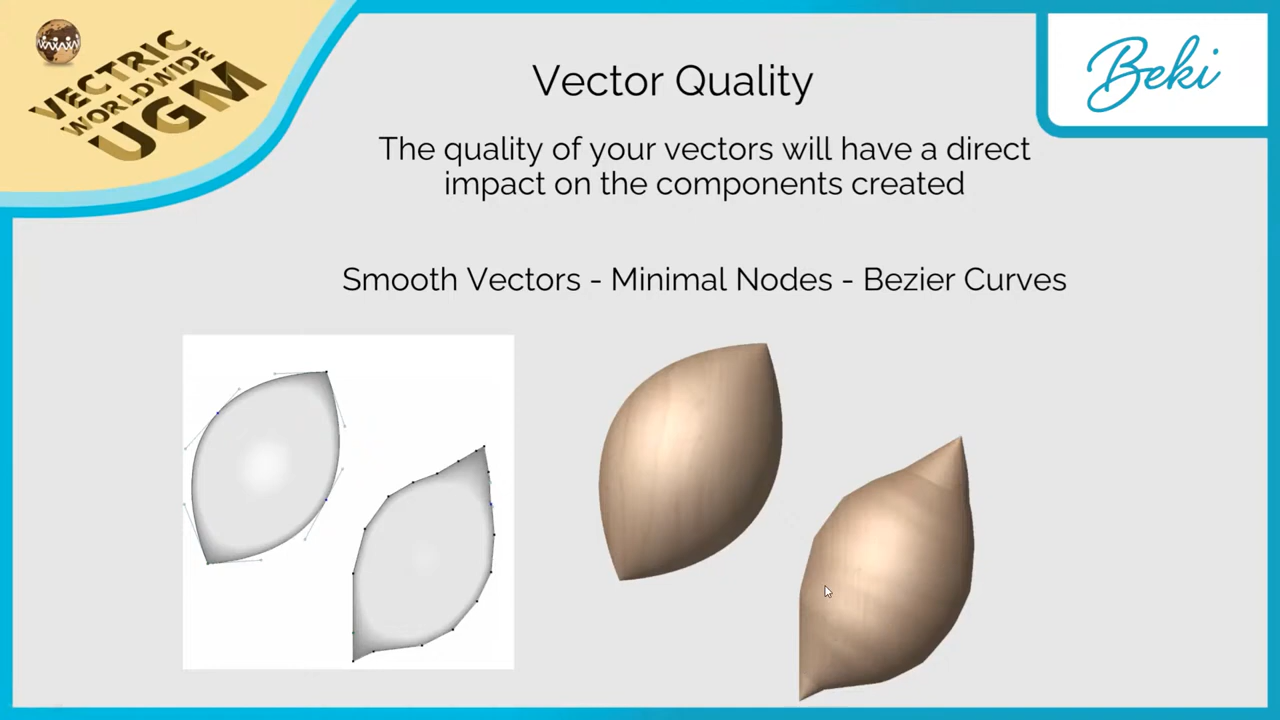 VECTRIC
WORLDWIDE
UGM
Beki
Vector Quality
The quality of your vectors will have a direct
impact on the components created
Smooth Vectors - Minimal Nodes - Bezier Curves